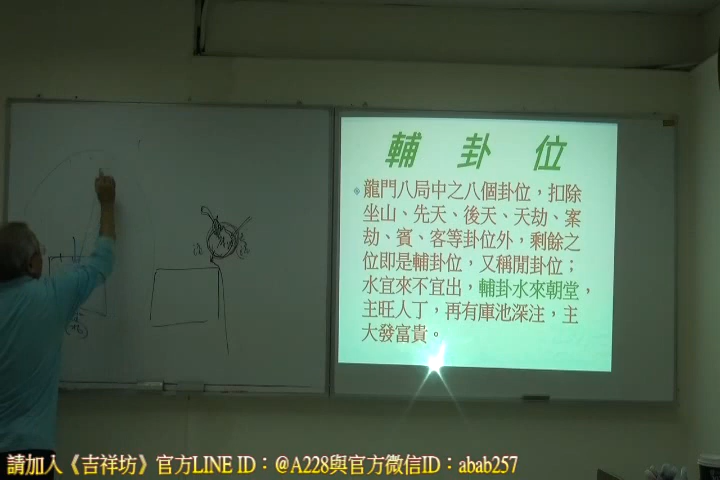 輔卦位
龍門八局中之八個卦位，扣除
坐山、先天、後天、天劫、案
劫、賓、客等卦位外，剩餘之
位即是輔卦位，又稱閒卦位；
水宜來不宜出，輔卦水來朝堂，
主旺人丁，再有庫池深注，主
大發富貴。
請加入《吉祥坊》官方LINE ID：@A228與官方微信ID：abab257